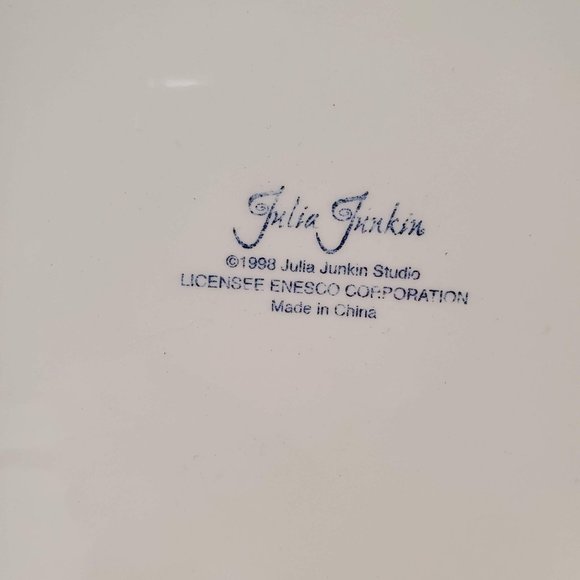 Julia Junkin
©1998 Julia Junkin Studio
LICENSEE ENESCO CORPORATION
Made in China